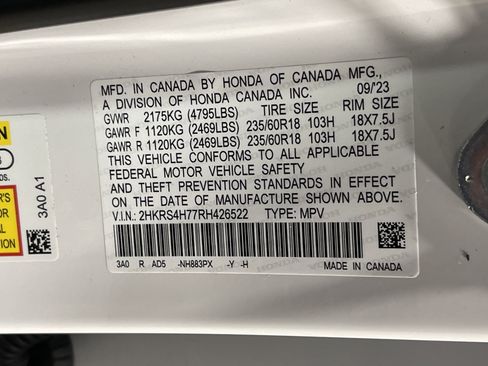 MFD. IN CANADA BY HONDA OF CANADA MFG.,
A DIVISION OF HONDA CANADA INC. 09/'23
GVWR 2175KG (4795LBS) TIRE SIZE RIM SIZE
GAWR F 1120KG (2469LBS) 235/60R18 103H 18X7.5J
GAWR R 1120KG (2469LBS) 235/60R18 103H 18X7.5J
THIS VEHICLE CONFORMS TO ALL APPLICABLE
FEDERAL MOTOR VEHICLE SAFETY
AND THEFT PREVENTION STANDARDS IN EFFECT
ON THE DATE OF MANUFACTURE SHOWN ABOVE.
V.I.N.: 2HKRS4H77RH426522 TYPE: MPV
3A0 R AD5 -NH883PX -Y -H MADE IN CANADA
3A0 A1